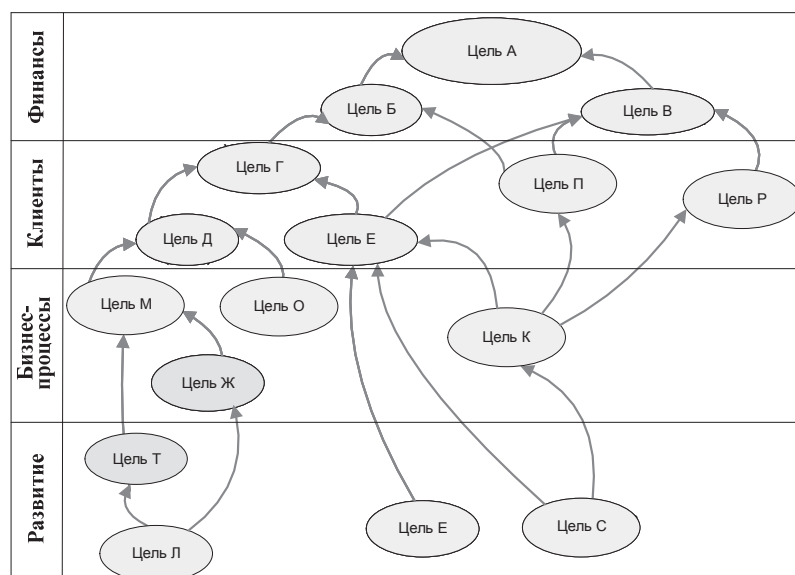 Финансы
Цель А
Цель Б
Цель В
Клиенты
Цель Г
Цель П
Цель Р
Цель Д
Цель Е
Бизнес-
процессы
Цель М
Цель О
Цель К
Цель Ж
Развитие
Цель Т
Цель Е
Цель С
Цель Л